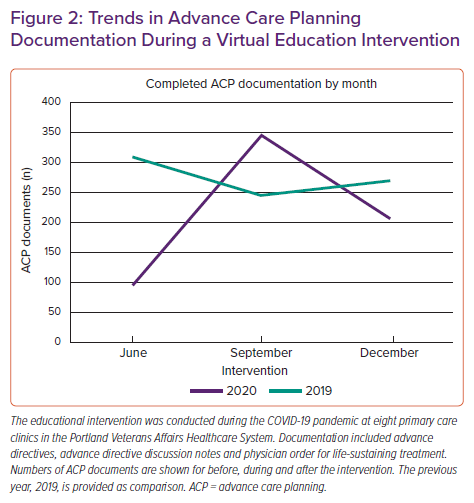 Figure 2: Trends in Advance Care Planning
Documentation During a Virtual Education Intervention
Completed ACP documentation by month
ACP documents (n)
400
350
300
250
200
150
100
50
0
June September December
Intervention
2020 2019
The educational intervention was conducted during the COVID-19 pandemic at eight primary care
clinics in the Portland Veterans Affairs Healthcare System. Documentation included advance
directives, advance directive discussion notes and physician order for life-sustaining treatment.
Numbers of ACP documents are shown for before, during and after the intervention. The previous
year, 2019, is provided as comparison. ACP = advance care planning.